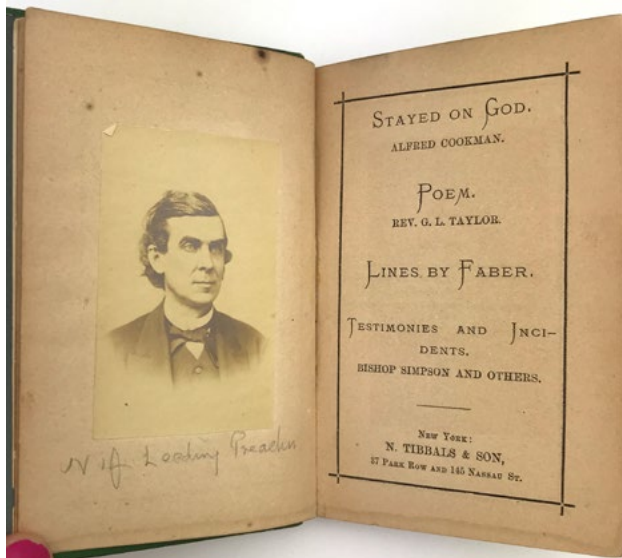 Leading Preacher
STAYED ON GOD.
ALFRED COOKMAN.
POEM.
REV. G. L. TAYLOR.
LINES BY FABER.
TESTIMONIES AND INCI-
DENTS.
BISHOP SIMPSON AND OTHERS.
NEW YORK:
N. TIBBALS & SON,
37 PARK ROW AND 145 NASSAU ST.